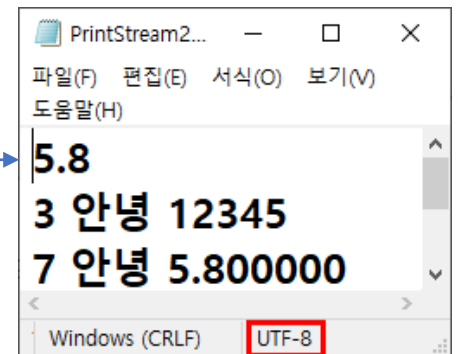 PrintStream2...
파일(F) 편집(E) 서식(O) 보기(V)
도움말(H)
5.8
3 안녕 12345
7 안녕 5.800000
Windows (CRLF) UTF-8